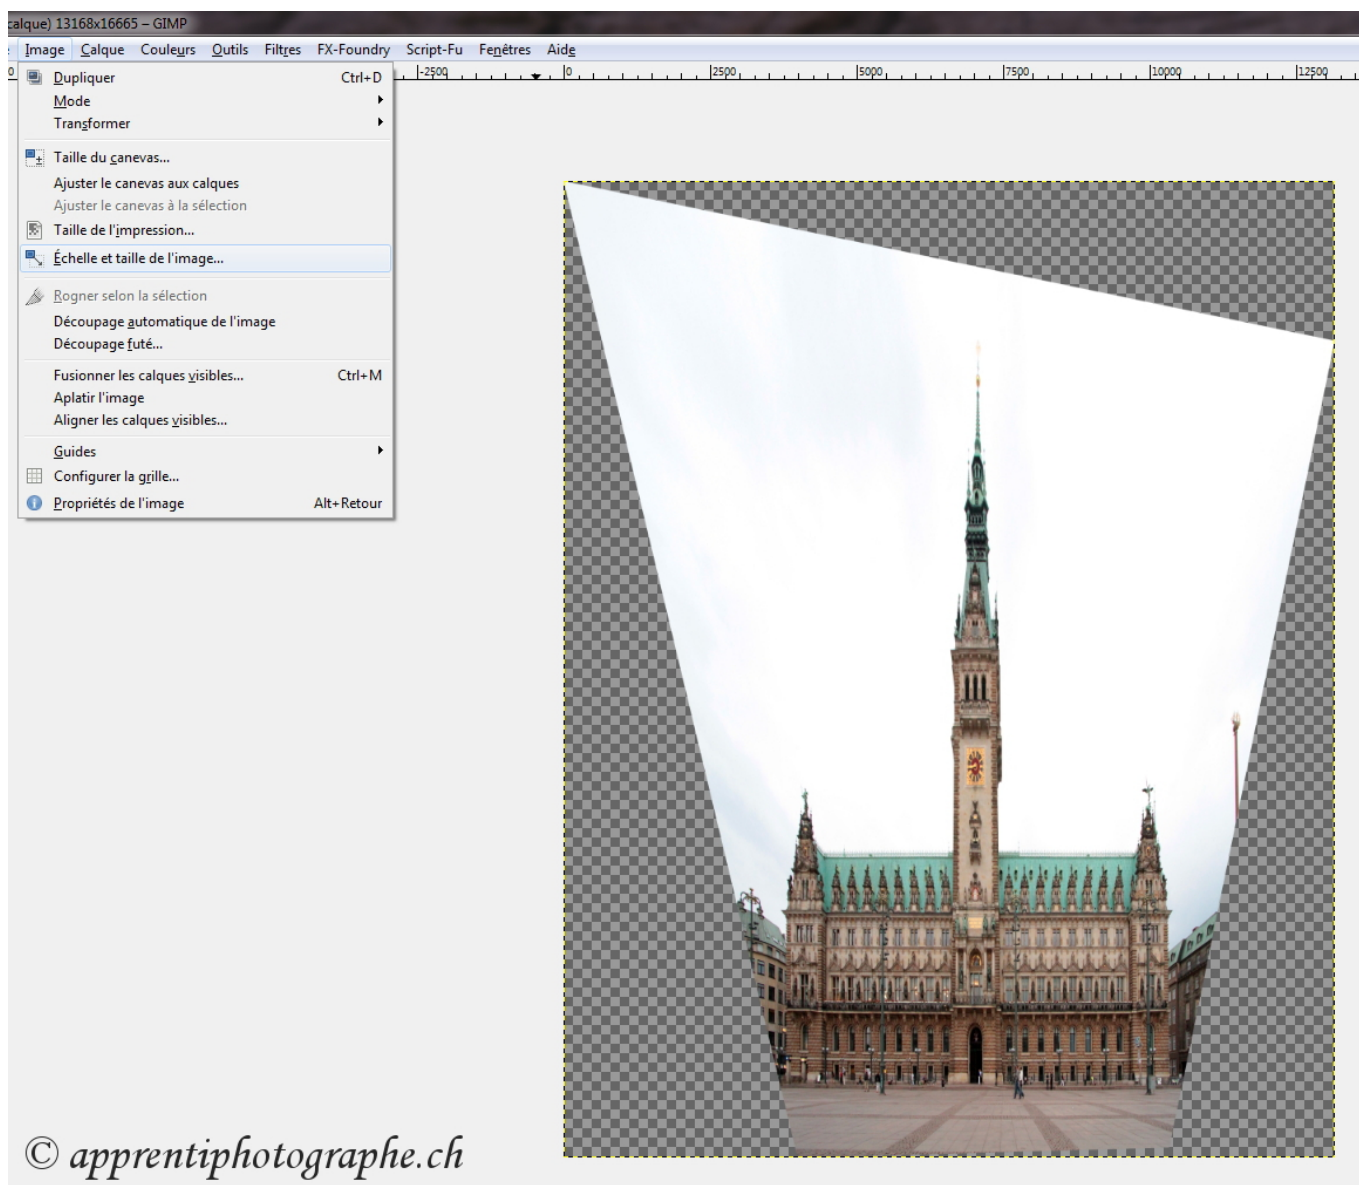 calque) 13168x16665 – GIMP
Image Calque Couleurs Outils Filtres FX-Foundry Script-Fu Fenêtres Aide
0 -2500 0 2500 5000 7500 10000 12500
Dupliquer Ctrl+D
Mode
Transformer
Taille du canevas...
Ajuster le canevas aux calques
Ajuster le canevas à la sélection
Taille de l'impression...
Échelle et taille de l'image...
Rogner selon la sélection
Découpage automatique de l'image
Découpage futé...
Fusionner les calques visibles... Ctrl+M
Aplatir l'image
Aligner les calques visibles...
Guides
Configurer la grille...
Propriétés de l'image Alt+Retour
© apprentiphotographe.ch